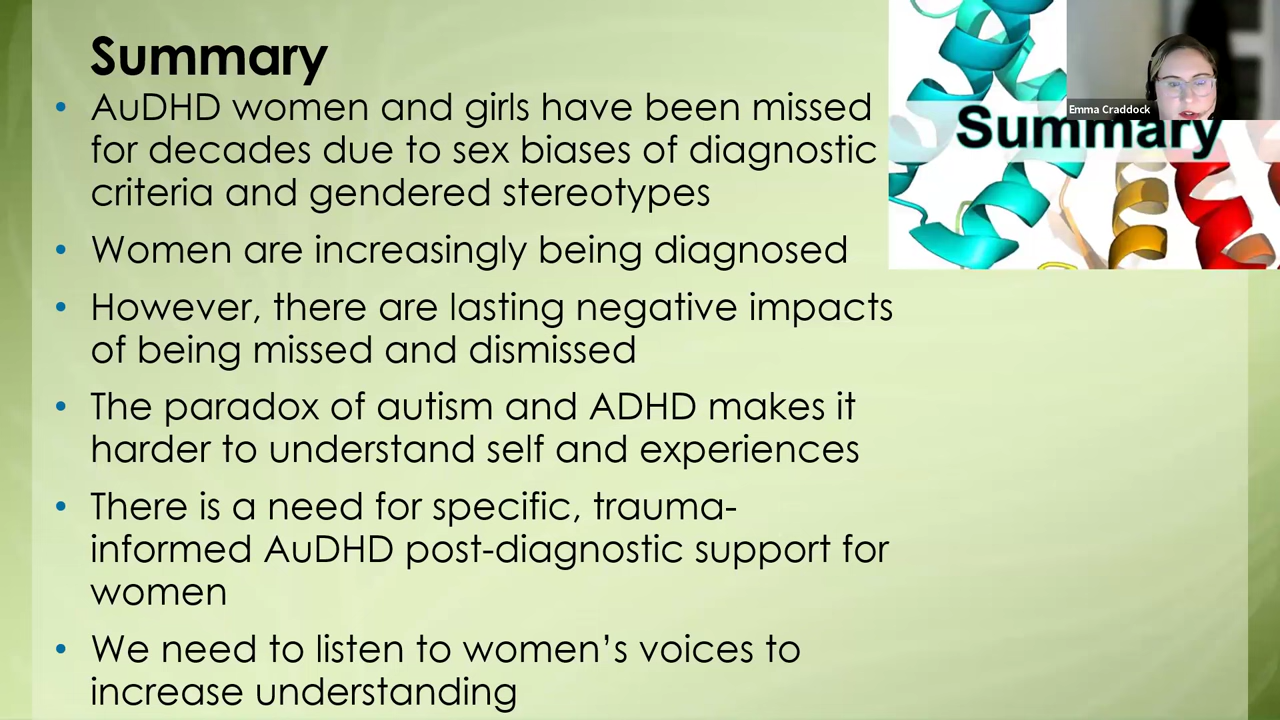 Summary
• AuDHD women and girls have been missed
for decades due to sex biases of diagnostic
criteria and gendered stereotypes
• Women are increasingly being diagnosed
• However, there are lasting negative impacts
of being missed and dismissed
• The paradox of autism and ADHD makes it
harder to understand self and experiences
• There is a need for specific, trauma-
informed AuDHD post-diagnostic support for
women
• We need to listen to women’s voices to
increase understanding
Emma Craddock
Summary